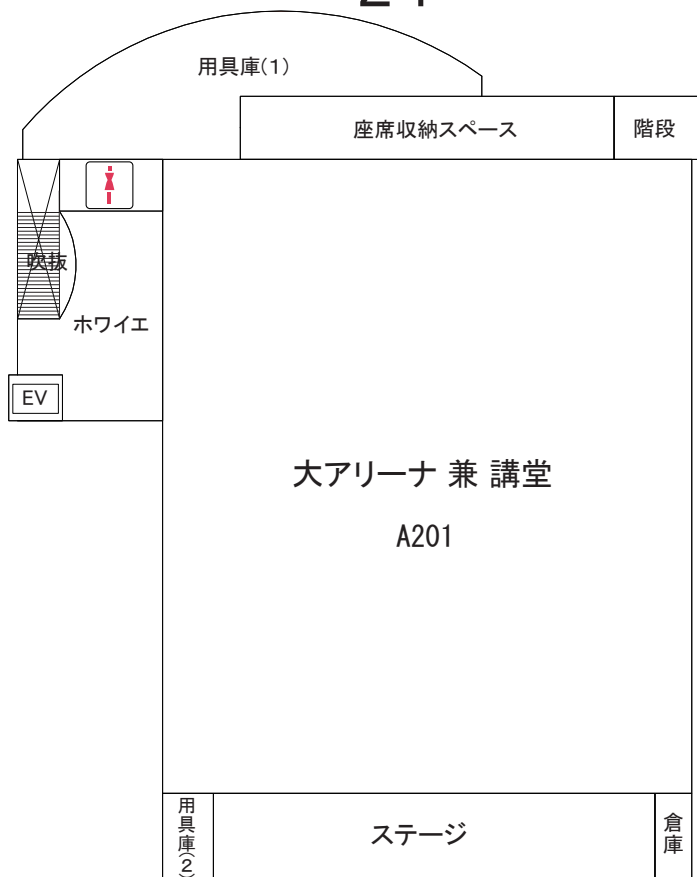 用具庫(1)
座席収納スペース
階段
吹抜
ホワイエ
EV
大アリーナ 兼 講堂
A201
用具庫(2)
ステージ
倉庫